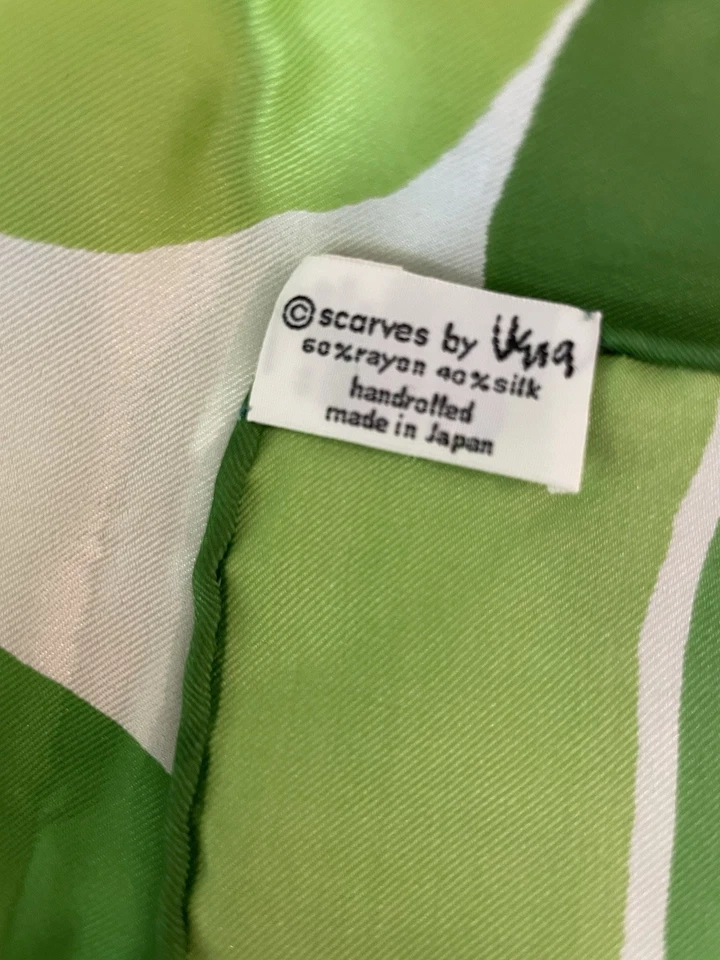 ©scarves by Vera
60%rayon 40%silk
handrolled
made in Japan